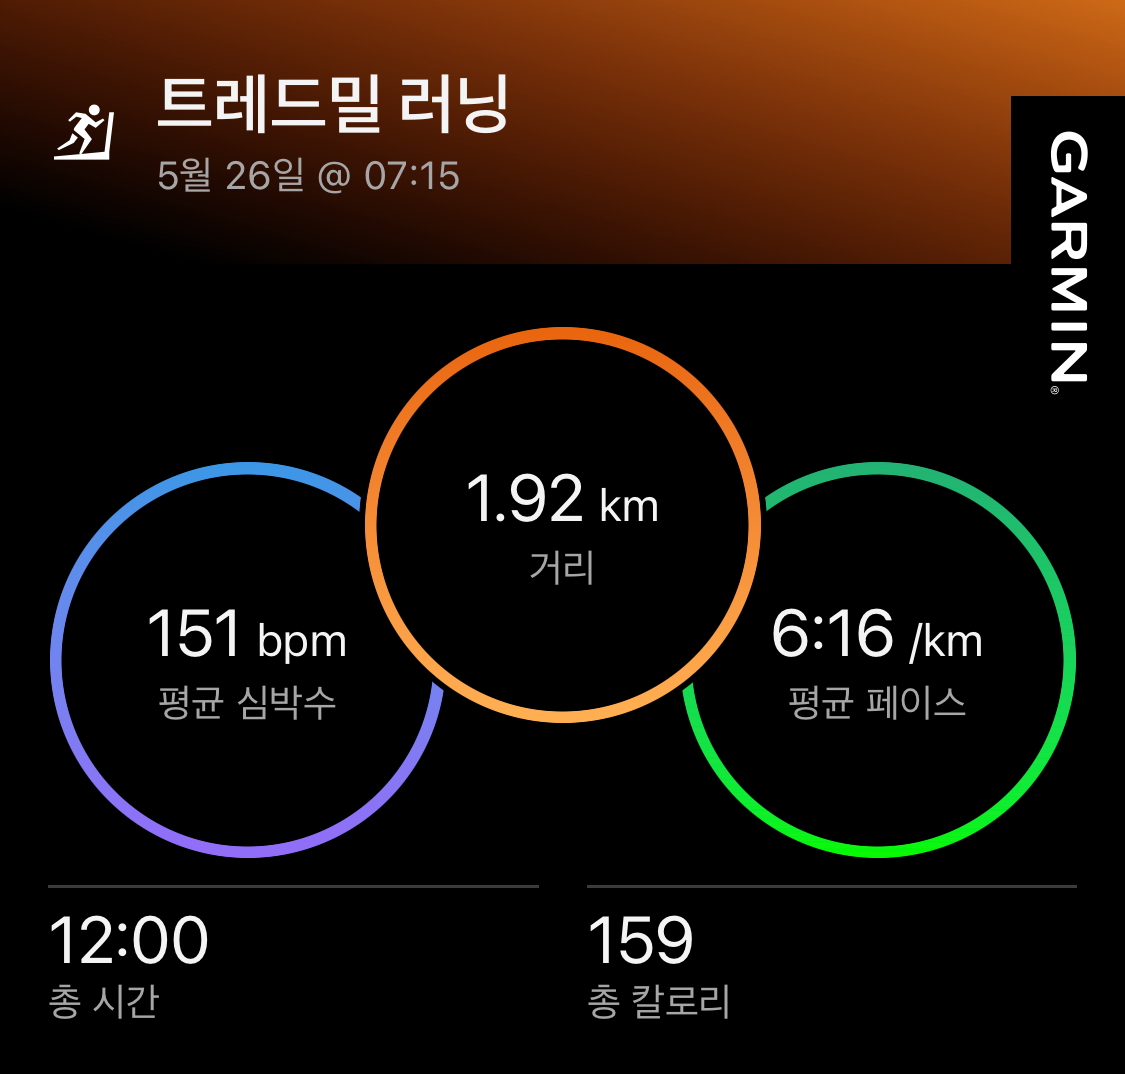 트레드밀 러닝
5월 26일 @ 07:15
GARMIN®
1.92 km
거리
151 bpm
평균 심박수
6:16 /km
평균 페이스
12:00
총 시간
159
총 칼로리